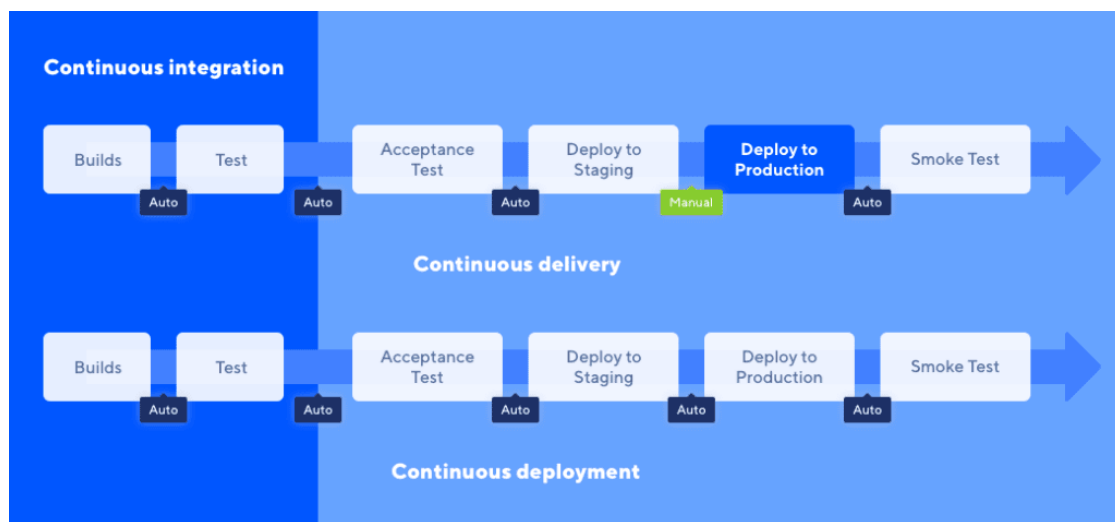 Continuous integration
Builds
Test
Acceptance
Test
Deploy to
Staging
Deploy to
Production
Smoke Test
Auto
Auto
Auto
Manual
Auto
Continuous delivery
Builds
Test
Acceptance
Test
Deploy to
Staging
Deploy to
Production
Smoke Test
Auto
Auto
Auto
Auto
Auto
Continuous deployment